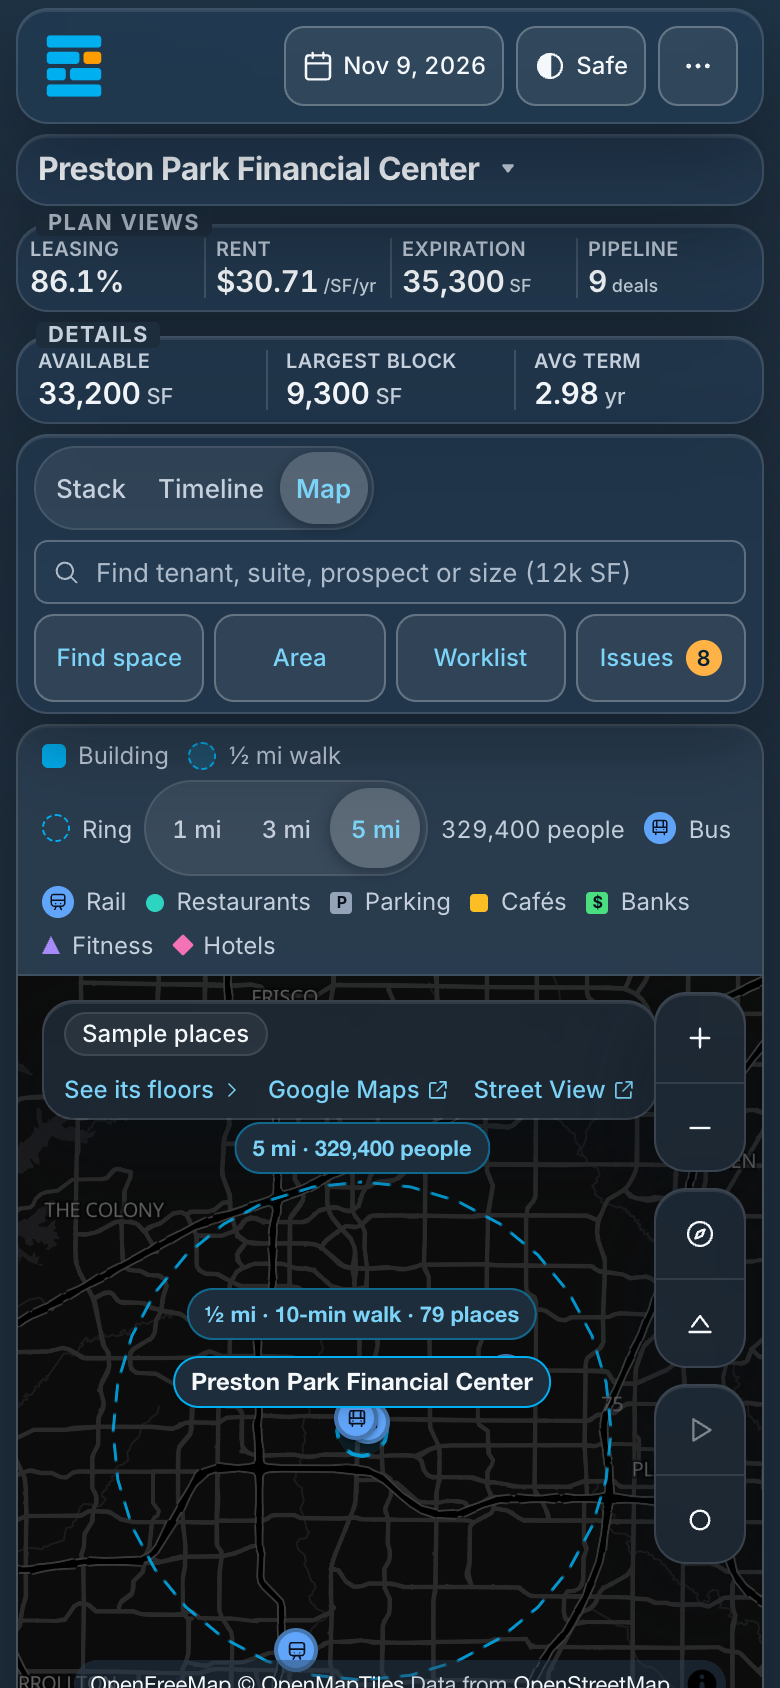 Nov 9, 2026
Safe
Preston Park Financial Center
PLAN VIEWS
LEASING RENT EXPIRATION PIPELINE
86.1% $30.71 /SF/yr 35,300 SF 9 deals
DETAILS
AVAILABLE LARGEST BLOCK AVG TERM
33,200 SF 9,300 SF 2.98 yr
Stack Timeline Map
Find tenant, suite, prospect or size (12k SF)
Find space Area Worklist Issues 8
Building ½ mi walk
Ring 1 mi 3 mi 5 mi 329,400 people Bus
Rail Restaurants P Parking Cafés $ Banks
Fitness Hotels
FRISCO
Sample places
See its floors Google Maps Street View
5 mi · 329,400 people
THE COLONY
½ mi · 10-min walk · 79 places
Preston Park Financial Center
75
OpenFreeMap © OpenMapTiles Data from OpenStreetMap